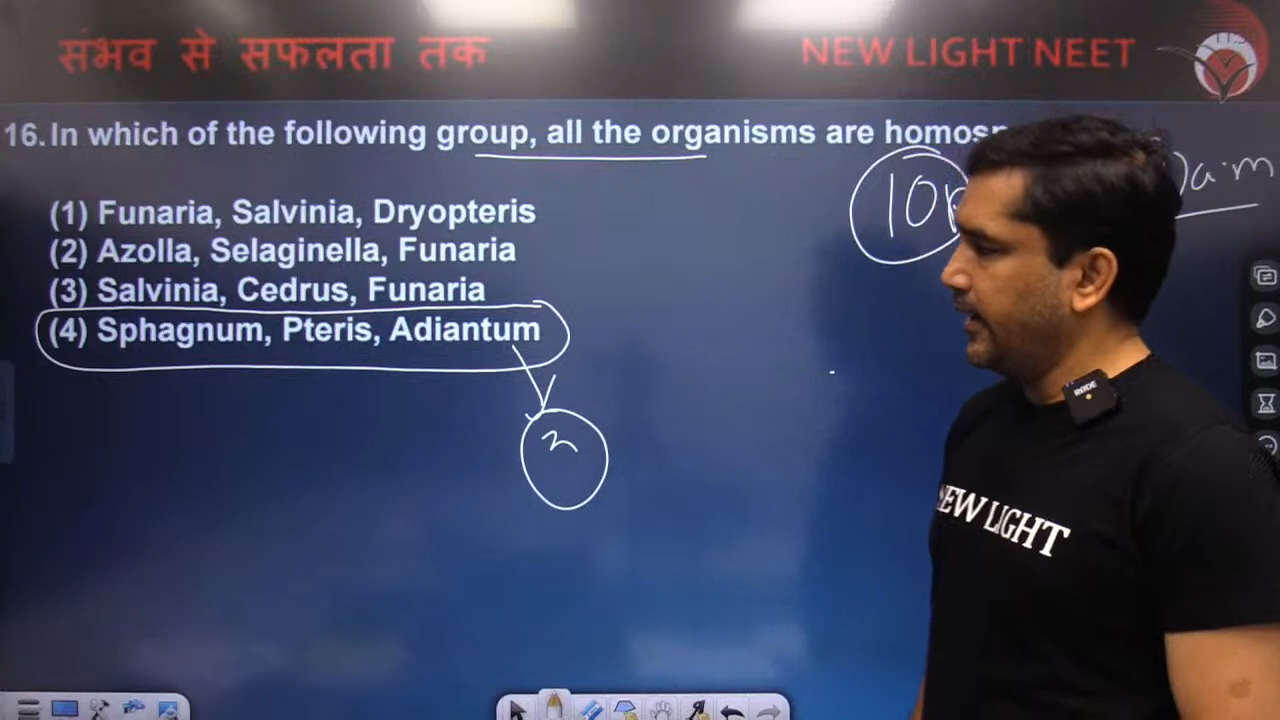 संभव से सफलता तक
NEW LIGHT NEET
16. In which of the following group, all the organisms are
(1) Funaria, Salvinia, Dryopteris
(2) Azolla, Selaginella, Funaria
(3) Salvinia, Cedrus, Funaria
(4) Sphagnum, Pteris, Adiantum
a.m
RODE
NEW LIGHT